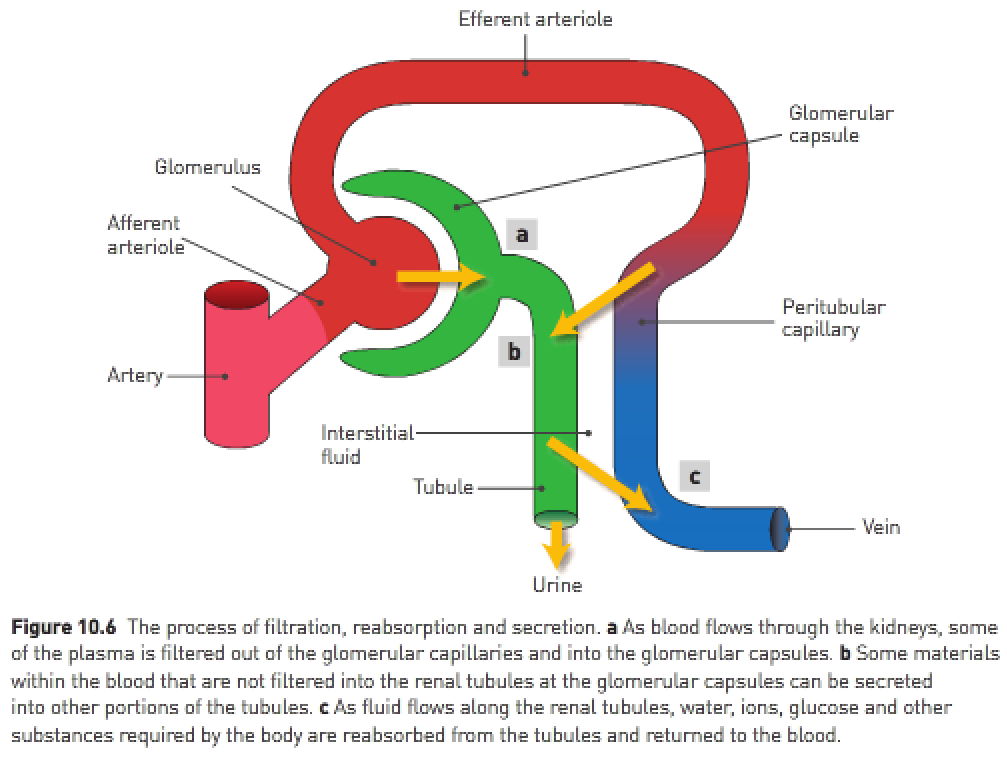 Efferent arteriole
Glomerular
capsule
Glomerulus
Afferent
arteriole
a
Peritubular
capillary
b
Artery
Interstitial
fluid
c
Tubule
Vein
Urine
Figure 10.6 The process of filtration, reabsorption and secretion. a As blood flows through the kidneys, some
of the plasma is filtered out of the glomerular capillaries and into the glomerular capsules. b Some materials
within the blood that are not filtered into the renal tubules at the glomerular capsules can be secreted
into other portions of the tubules. c As fluid flows along the renal tubules, water, ions, glucose and other
substances required by the body are reabsorbed from the tubules and returned to the blood.